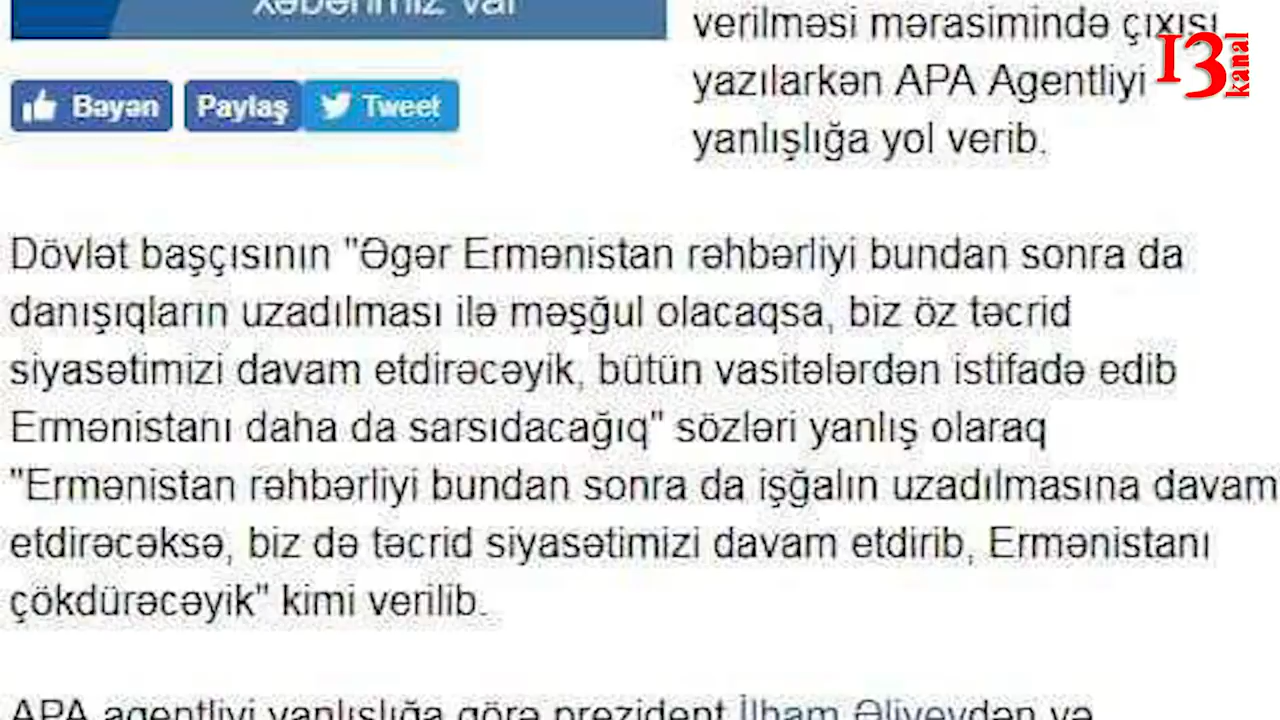 xəbərimiz var
verilməsi mərasimində çıxışı
yazılarkən APA Agentliyi
yanlışlığa yol verib.
13 kanal
Bəyən Paylaş Tweet
Dövlət başçısının "Əgər Ermənistan rəhbərliyi bundan sonra da
danışıqların uzadılması ilə məşğul olacaqsa, biz öz təcrid
siyasətimizi davam etdirəcəyik, bütün vasitələrdən istifadə edib
Ermənistanı daha da sarsıdacağıq" sözləri yanlış olaraq
"Ermənistan rəhbərliyi bundan sonra da işğalın uzadılmasına davam
etdirəcəksə, biz də təcrid siyasətimizi davam etdirib, Ermənistanı
çökdürəcəyik" kimi verilib.
APA agentliyi yanlışlığa görə prezident İlham Əliyevdən və